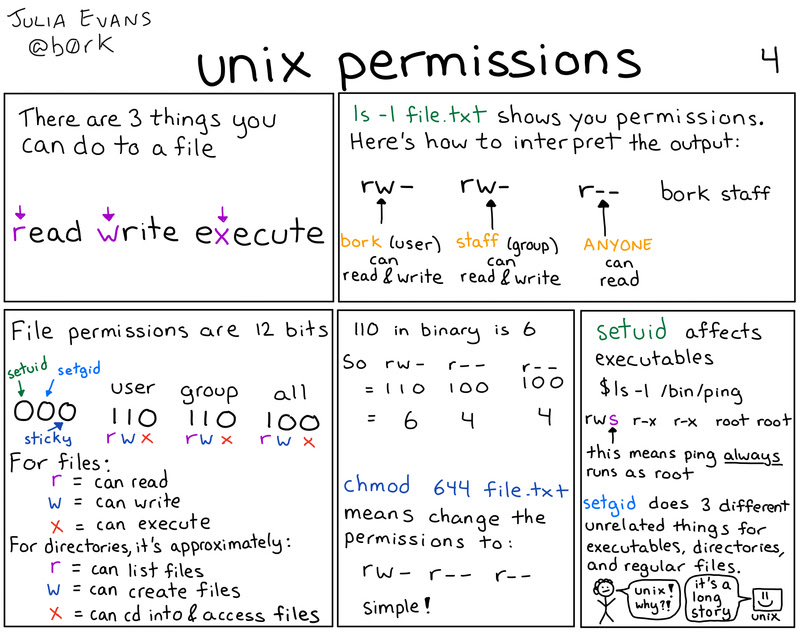 JULIA EVANS
@b0rk
unix permissions
4
There are 3 things you
can do to a file
read write execute
ls -l file.txt shows you permissions.
Here's how to interpret the output:
rw- rw- r-- bork staff
bork (user)
can
read & write
staff (group)
can
read & write
ANYONE
can
read
File permissions are 12 bits
setuid setgid
user group all
000 110 110 100
sticky rwx rwx rwx
For files:
r = can read
w = can write
x = can execute
For directories, it's approximately:
r = can list files
w = can create files
x = can cd into & access files
110 in binary is 6
So rw- r-- r--
= 110 100 100
= 6 4 4
chmod 644 file.txt
means change the
permissions to:
rw- r-- r--
simple!
setuid affects
executables
$ls -l /bin/ping
rws r-x r-x root root
this means ping always
runs as root
setgid does 3 different
unrelated things for
executables, directories,
and regular files.
unix!
why?!
it's a
long
story
unix